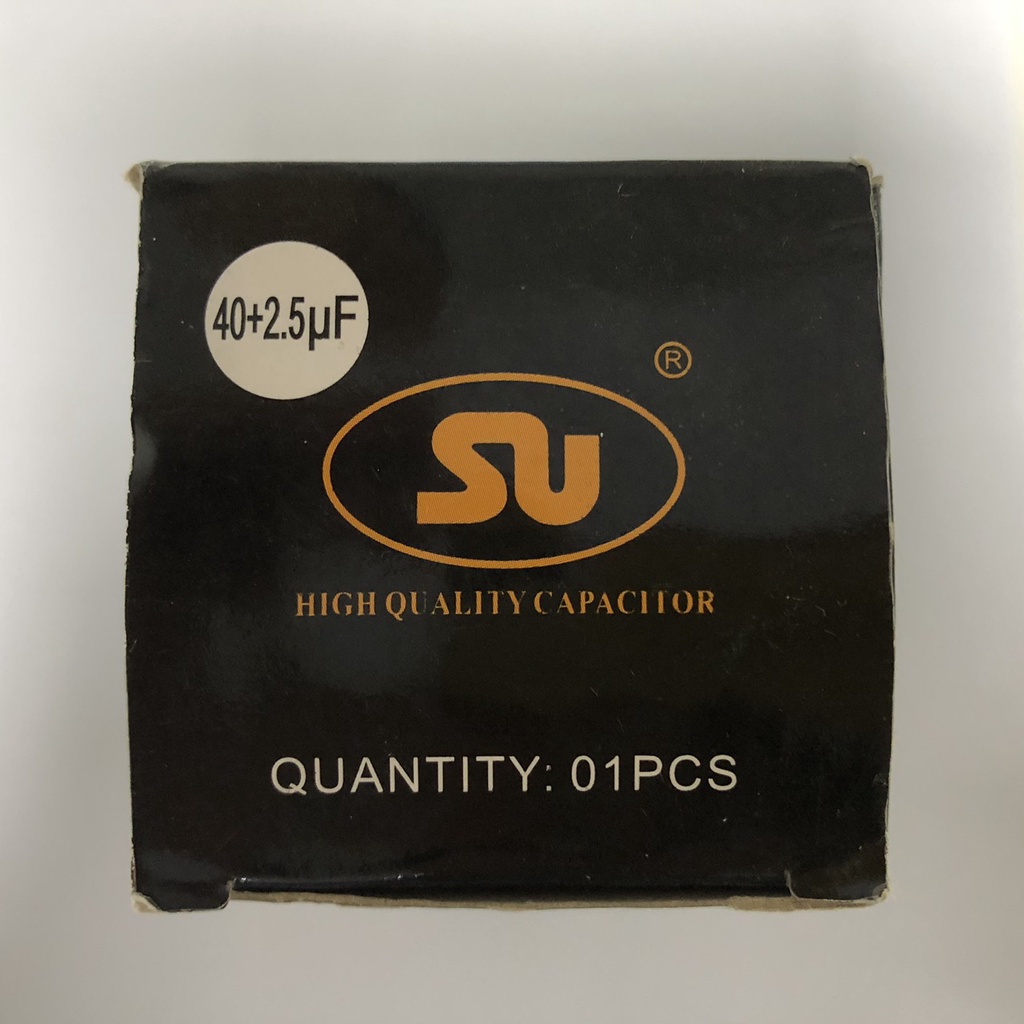 40+2.5µF
®
SU
HIGH QUALITY CAPACITOR
QUANTITY: 01PCS